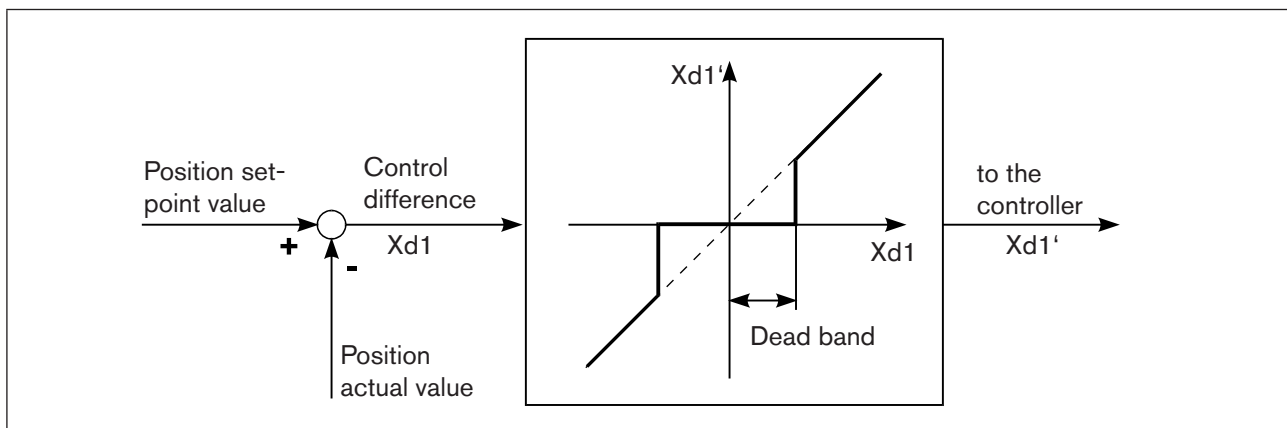 Position set-
point value
+
-
Control
difference
Xd1
Position
actual value
Xd1‘
Xd1
Dead band
to the
controller
Xd1‘